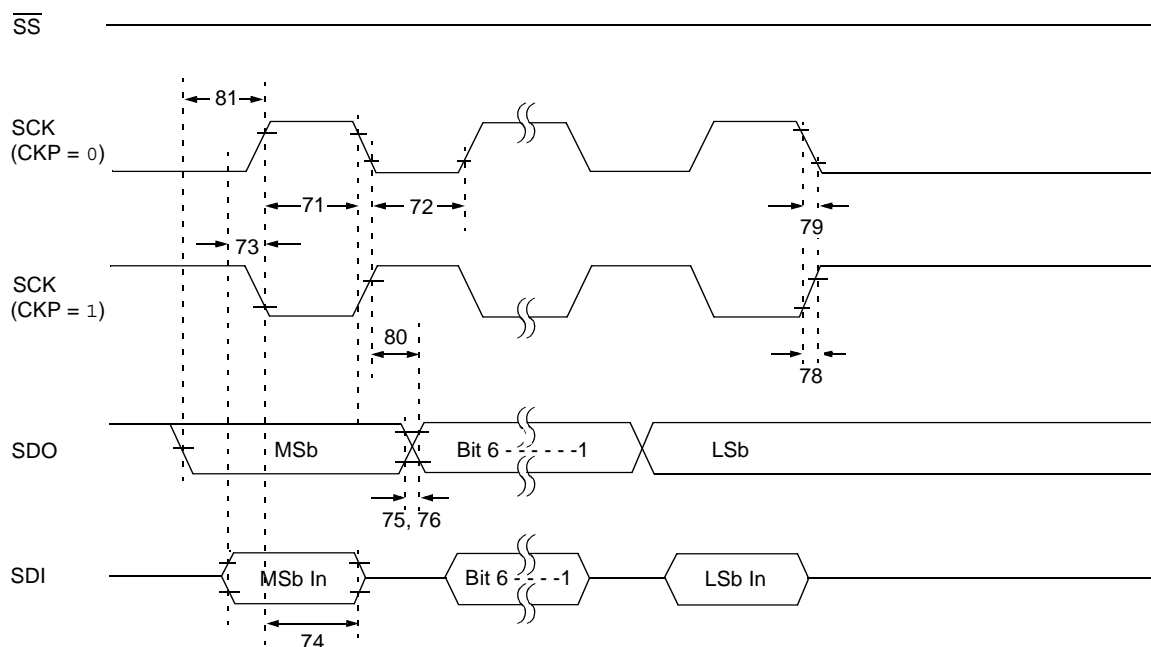 SS
81
SCK
(CKP = 0)
71
72
79
73
SCK
(CKP = 1)
80
78
SDO
MSb
Bit 6 - - - - - -1
LSb
75, 76
SDI
MSb In
Bit 6 - - - -1
LSb In
74